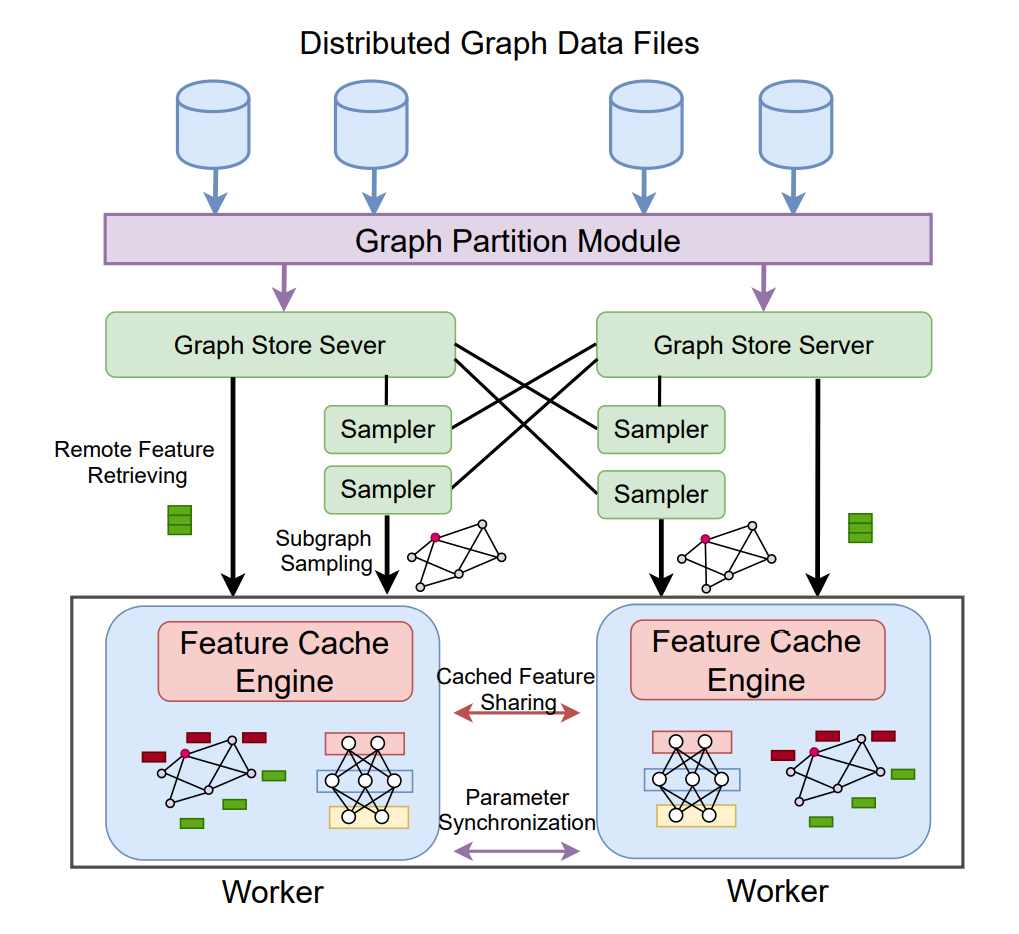 Distributed Graph Data Files
Graph Partition Module
Graph Store Sever
Graph Store Server
Sampler
Sampler
Remote Feature
Retrieving
Sampler
Sampler
Subgraph
Sampling
Feature Cache
Engine
Feature Cache
Engine
Cached Feature
Sharing
Parameter
Synchronization
Worker
Worker